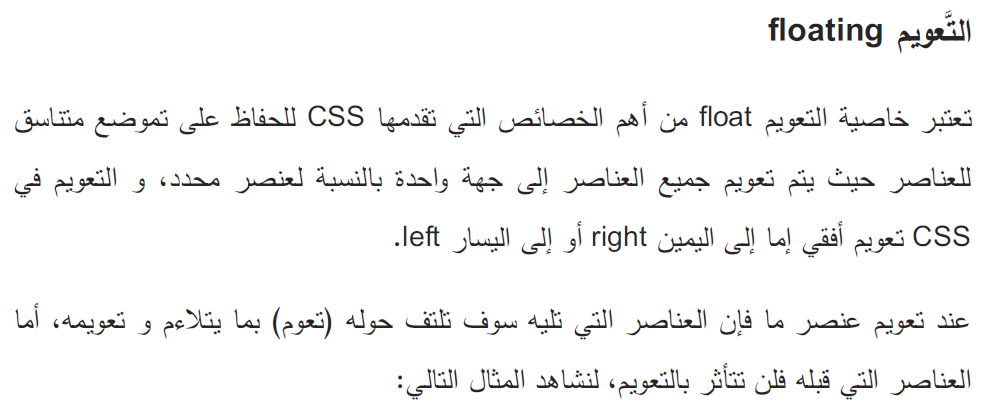 التَّعويم floating
تعتبر خاصية التعويم float من أهم الخصائص التي تقدمها CSS للحفاظ على تموضع متناسق
للعناصر حيث يتم تعويم جميع العناصر إلى جهة واحدة بالنسبة لعنصر محدد، و التعويم في
CSS تعويم أفقي إما إلى اليمين right أو إلى اليسار left.
عند تعويم عنصر ما فإن العناصر التي تليه سوف تلتف حوله (تعوم) بما يتلاءم و تعويمه، أما
العناصر التي قبله فلن تتأثر بالتعويم، لنشاهد المثال التالي: